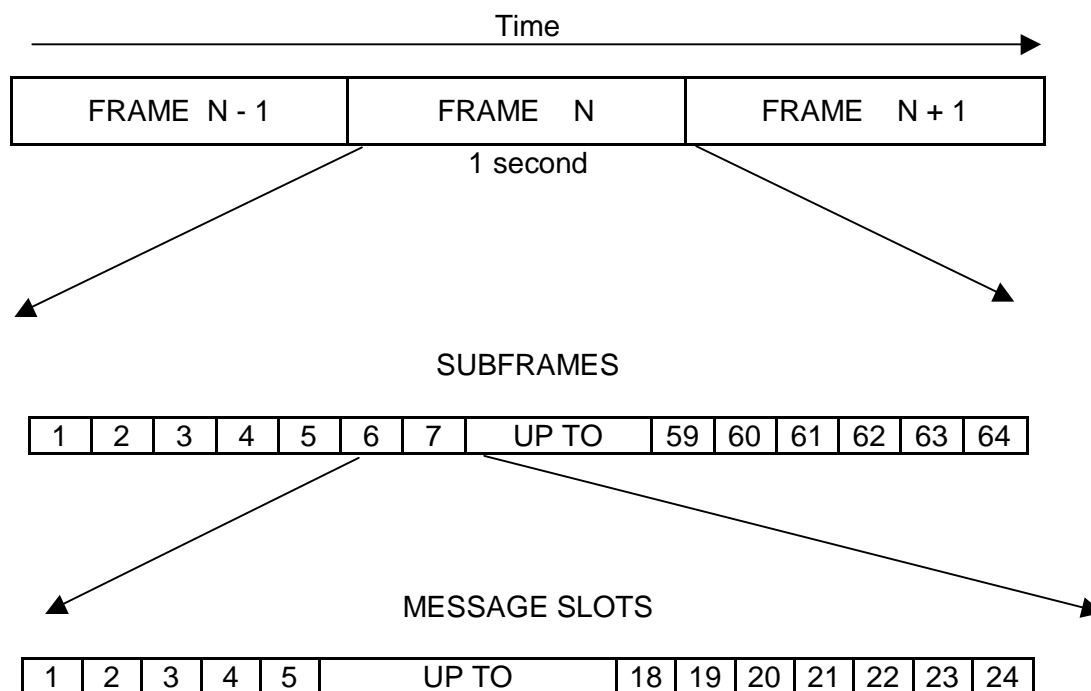 Time
FRAME N - 1 FRAME N FRAME N + 1
1 second
SUBFRAMES
1 2 3 4 5 6 7 UP TO 59 60 61 62 63 64
MESSAGE SLOTS
1 2 3 4 5 UP TO 18 19 20 21 22 23 24